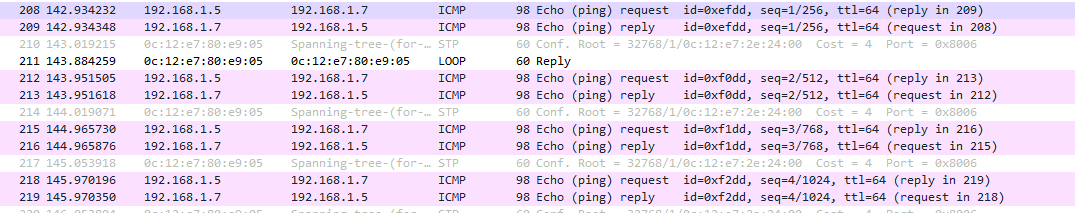 208 142.934232 192.168.1.5 192.168.1.7 ICMP 98 Echo (ping) request id=0xefdd, seq=1/256, ttl=64 (reply in 209)
209 142.934348 192.168.1.7 192.168.1.5 ICMP 98 Echo (ping) reply id=0xefdd, seq=1/256, ttl=64 (request in 208)
210 143.019215 0c:12:e7:80:e9:05 Spanning-tree-(for-… STP 60 Conf. Root = 32768/1/0c:12:e7:2e:24:00 Cost = 4 Port = 0x8006
211 143.884259 0c:12:e7:80:e9:05 0c:12:e7:80:e9:05 LOOP 60 Reply
212 143.951505 192.168.1.5 192.168.1.7 ICMP 98 Echo (ping) request id=0xf0dd, seq=2/512, ttl=64 (reply in 213)
213 143.951618 192.168.1.7 192.168.1.5 ICMP 98 Echo (ping) reply id=0xf0dd, seq=2/512, ttl=64 (request in 212)
214 144.019071 0c:12:e7:80:e9:05 Spanning-tree-(for-… STP 60 Conf. Root = 32768/1/0c:12:e7:2e:24:00 Cost = 4 Port = 0x8006
215 144.965730 192.168.1.5 192.168.1.7 ICMP 98 Echo (ping) request id=0xf1dd, seq=3/768, ttl=64 (reply in 216)
216 144.965876 192.168.1.7 192.168.1.5 ICMP 98 Echo (ping) reply id=0xf1dd, seq=3/768, ttl=64 (request in 215)
217 145.053918 0c:12:e7:80:e9:05 Spanning-tree-(for-… STP 60 Conf. Root = 32768/1/0c:12:e7:2e:24:00 Cost = 4 Port = 0x8006
218 145.970196 192.168.1.5 192.168.1.7 ICMP 98 Echo (ping) request id=0xf2dd, seq=4/1024, ttl=64 (reply in 219)
219 145.970350 192.168.1.7 192.168.1.5 ICMP 98 Echo (ping) reply id=0xf2dd, seq=4/1024, ttl=64 (request in 218)